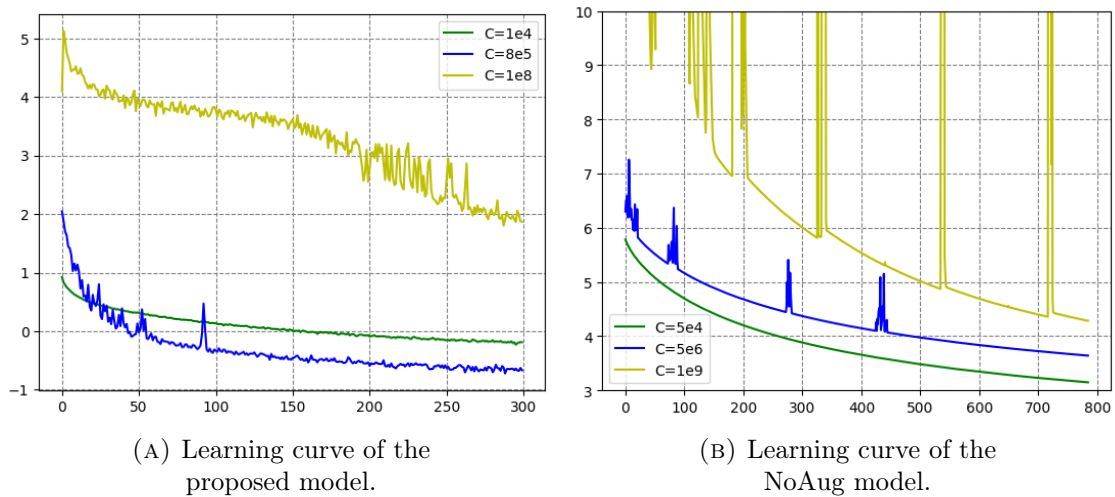 5
4
3
2
1
0
−1
0 50 100 150 200 250 300
C=1e4
C=8e5
C=1e8
(A) Learning curve of the
proposed model.
10
9
8
7
6
5
4
3
0 100 200 300 400 500 600 700 800
C=5e4
C=5e6
C=1e9
(B) Learning curve of the
NoAug model.